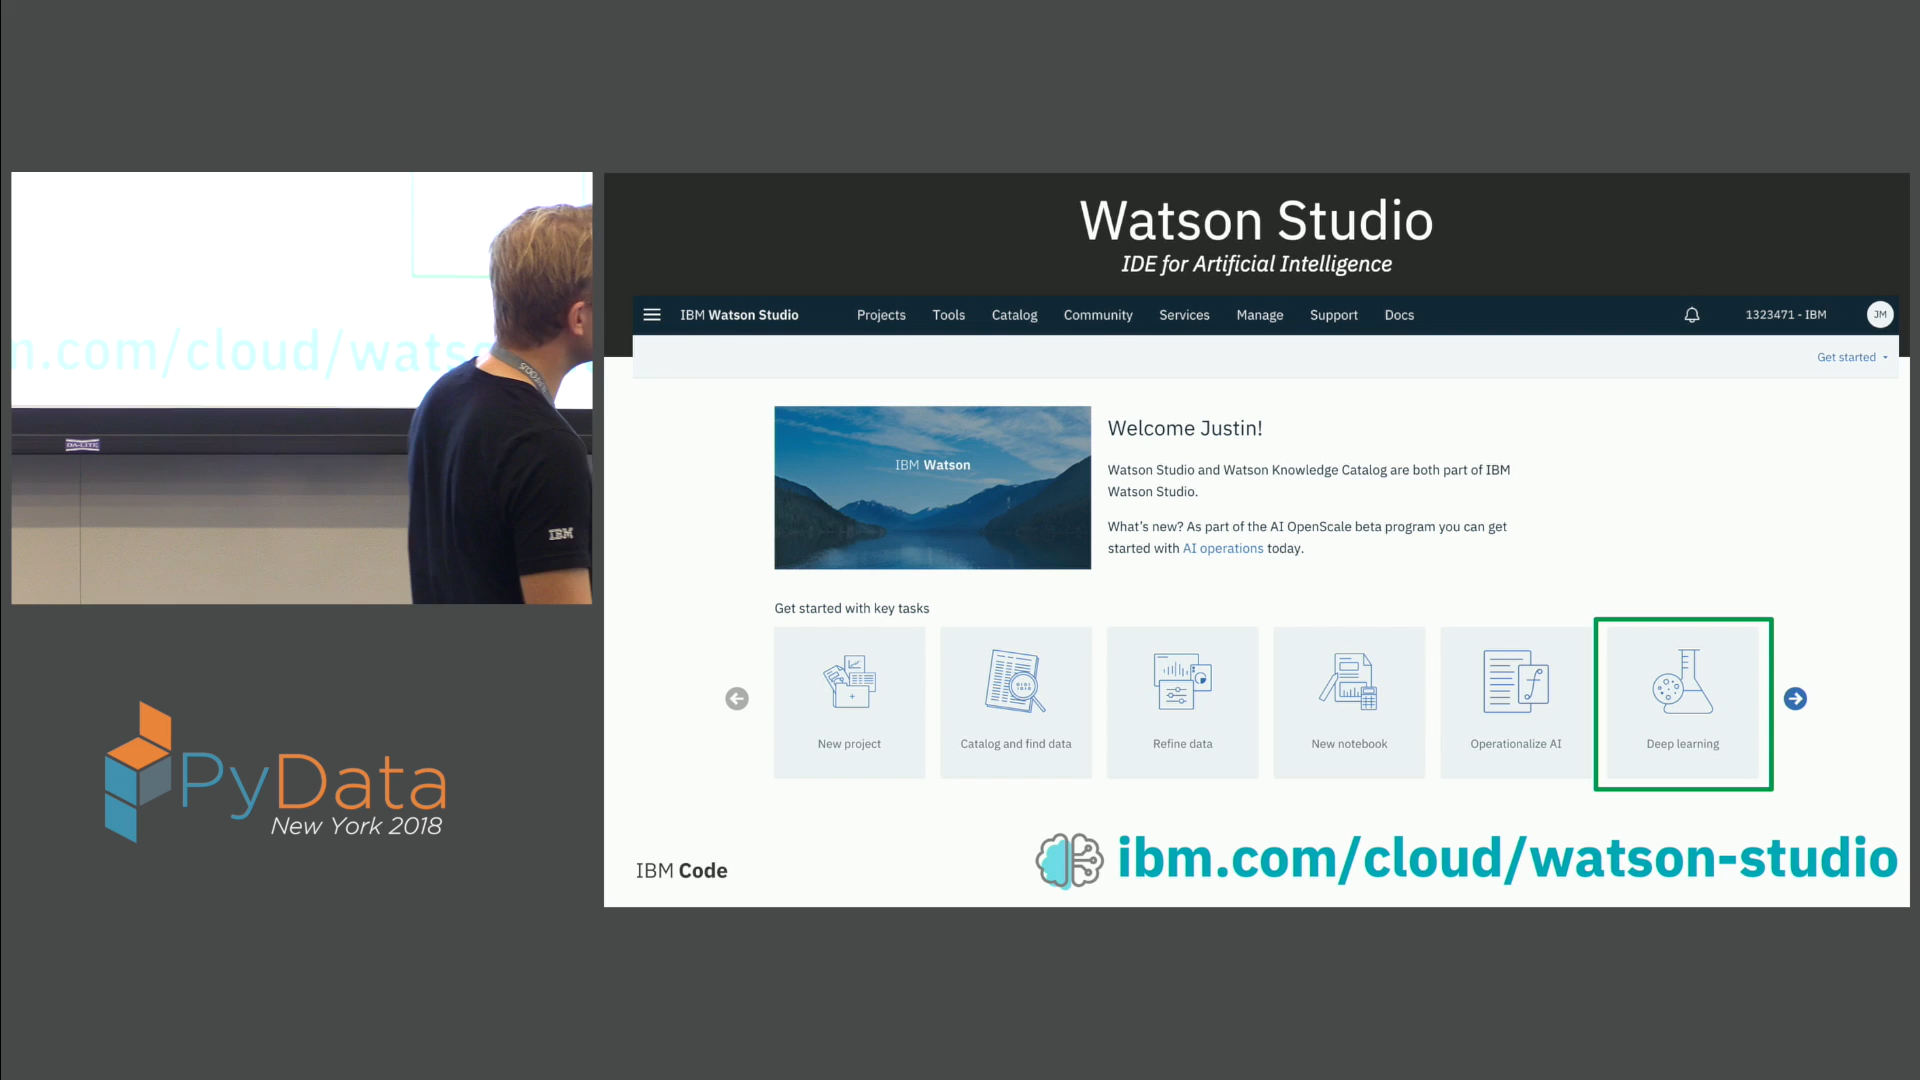 n.com/cloud/wats
DA-LITE
IBM
PyData
New York 2018
Watson Studio
IDE for Artificial Intelligence
IBM Watson Studio
Projects
Tools
Catalog
Community
Services
Manage
Support
Docs
1323471 - IBM
JM
Get started
IBM Watson
Welcome Justin!
Watson Studio and Watson Knowledge Catalog are both part of IBM
Watson Studio.
What's new? As part of the AI OpenScale beta program you can get
started with AI operations today.
Get started with key tasks
New project
Catalog and find data
Refine data
New notebook
Operationalize AI
Deep learning
IBM Code
ibm.com/cloud/watson-studio